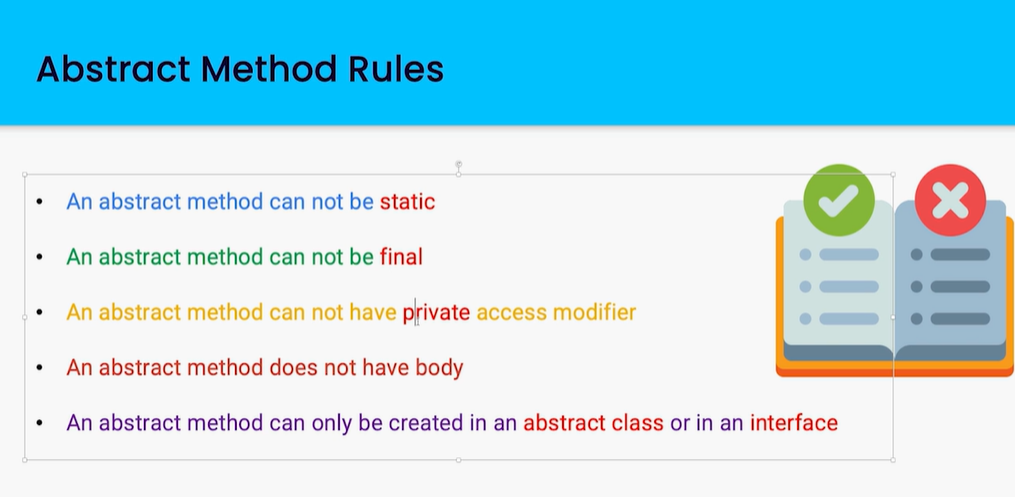 Abstract Method Rules
• An abstract method can not be static
• An abstract method can not be final
• An abstract method can not have private access modifier
• An abstract method does not have body
• An abstract method can only be created in an abstract class or in an interface